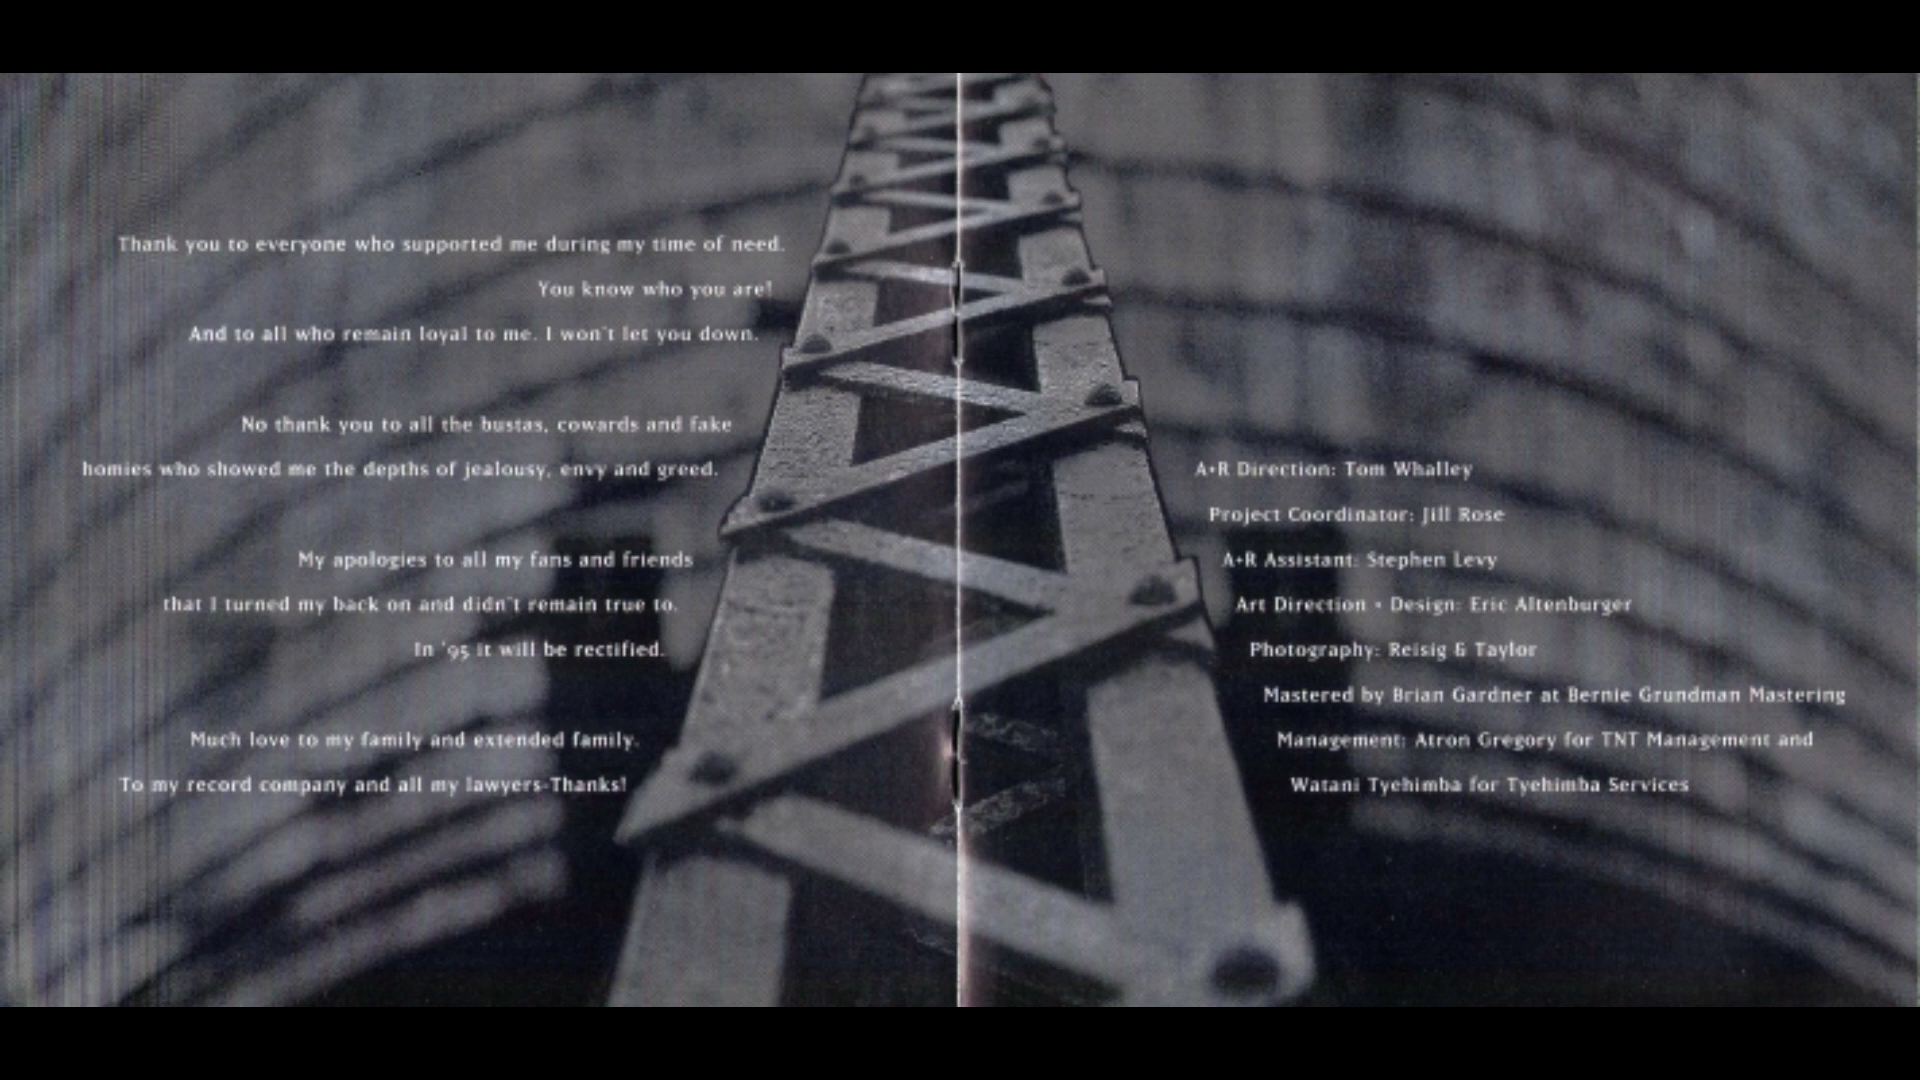 Thank you to everyone who supported me during my time of need.
You know who you are!
And to all who remain loyal to me. I won't let you down.
No thank you to all the bustas, cowards and fake
homies who showed me the depths of jealousy, envy and greed.
My apologies to all my fans and friends
that I turned my back on and didn't remain true to.
In '95 it will be rectified.
Much love to my family and extended family.
To my record company and all my lawyers-Thanks!
A+R Direction: Tom Whalley
Project Coordinator: Jill Rose
A+R Assistant: Stephen Levy
Art Direction • Design: Eric Altenburger
Photography: Reisig & Taylor
Mastered by Brian Gardner at Bernie Grundman Mastering
Management: Atron Gregory for TNT Management and
Watani Tyehimba for Tyehimba Services